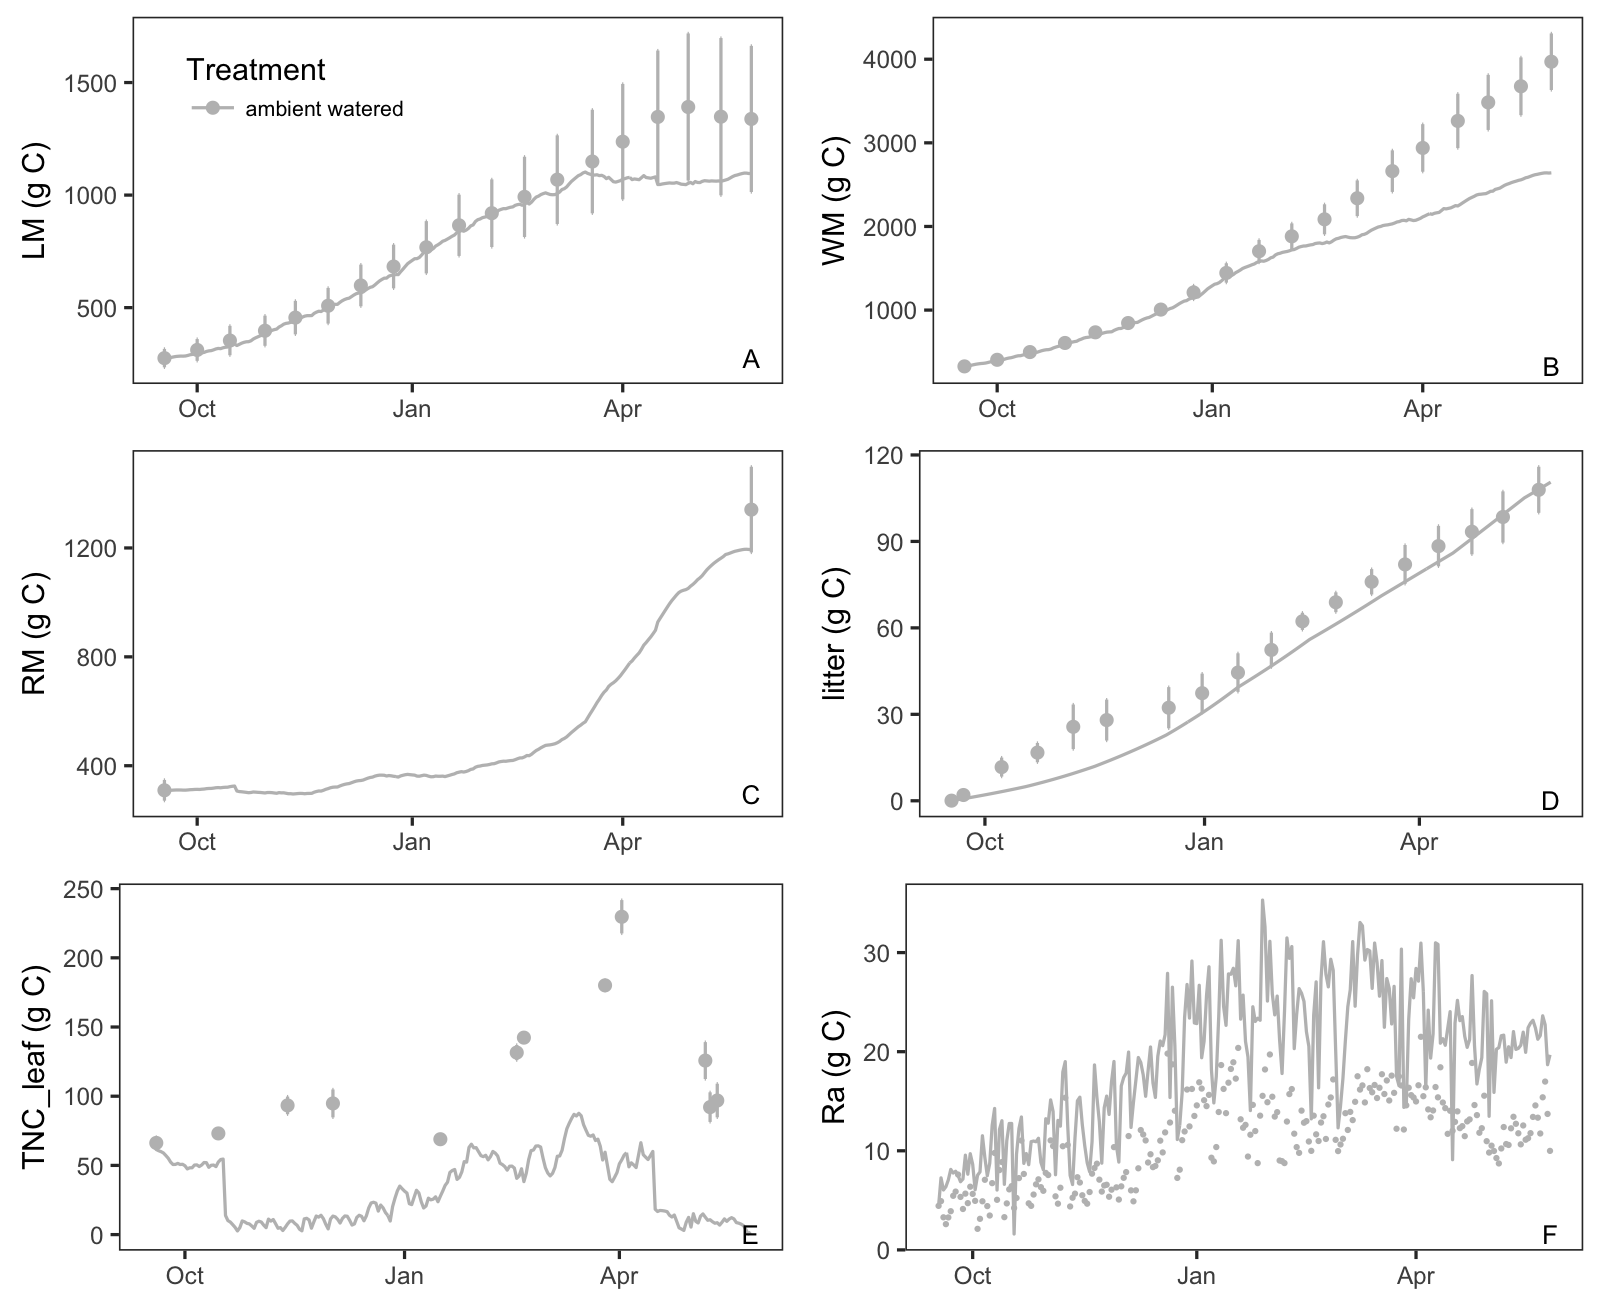 LM (g C)
1500
1000
500
Treatment
ambient watered
A
Oct Jan Apr
WM (g C)
4000
3000
2000
1000
B
Oct Jan Apr
RM (g C)
1200
800
400
C
Oct Jan Apr
litter (g C)
120
90
60
30
0
D
Oct Jan Apr
TNC_leaf (g C)
250
200
150
100
50
0
E
Oct Jan Apr
Ra (g C)
30
20
10
0
F
Oct Jan Apr